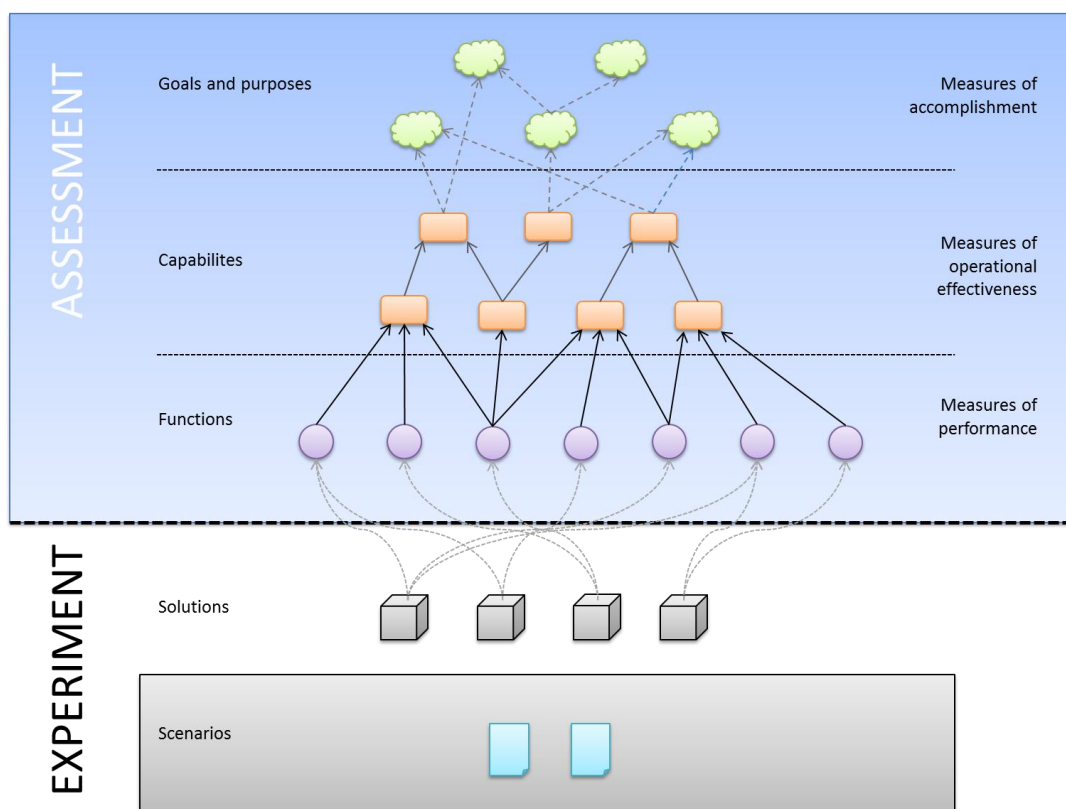 ASSESSMENT
Goals and purposes
Measures of
accomplishment
Capabilites
Measures of
operational
effectiveness
Functions
Measures of
performance
EXPERIMENT
Solutions
Scenarios